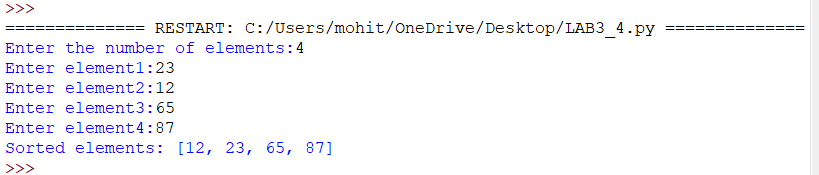 >>>
============== RESTART: C:/Users/mohit/OneDrive/Desktop/LAB3_4.py ==============
Enter the number of elements:4
Enter element1:23
Enter element2:12
Enter element3:65
Enter element4:87
Sorted elements: [12, 23, 65, 87]
>>>